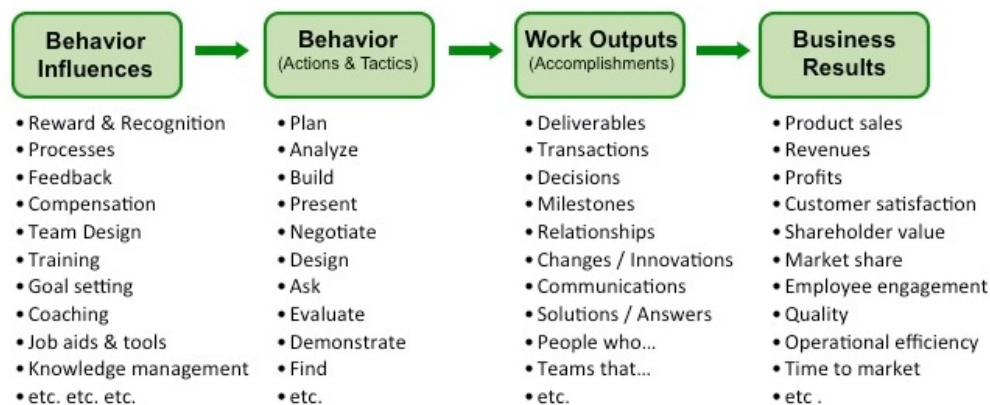 Behavior
Influences
• Reward & Recognition
• Processes
• Feedback
• Compensation
• Team Design
• Training
• Goal setting
• Coaching
• Job aids & tools
• Knowledge management
• etc. etc. etc.
Behavior
(Actions & Tactics)
• Plan
• Analyze
• Build
• Present
• Negotiate
• Design
• Ask
• Evaluate
• Demonstrate
• Find
• etc.
Work Outputs
(Accomplishments)
• Deliverables
• Transactions
• Decisions
• Milestones
• Relationships
• Changes / Innovations
• Communications
• Solutions / Answers
• People who...
• Teams that...
• etc.
Business
Results
• Product sales
• Revenues
• Profits
• Customer satisfaction
• Shareholder value
• Market share
• Employee engagement
• Quality
• Operational efficiency
• Time to market
• etc .